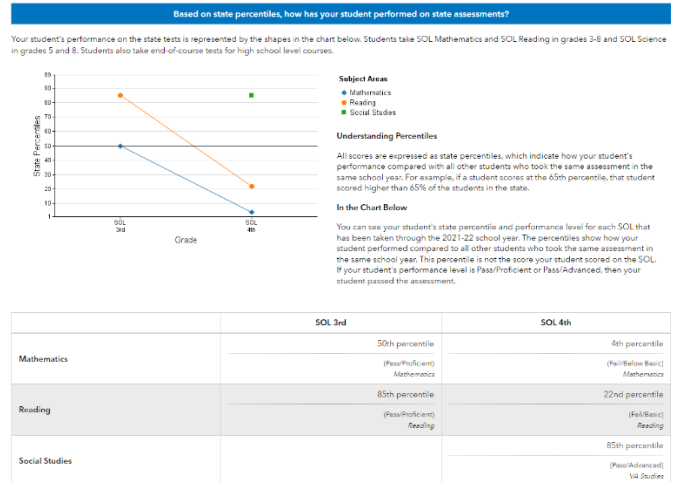 Based on state percentiles, how has your student performed on state assessments?
Your student's performance on the state tests is represented by the shapes in the chart below. Students take SOL Mathematics and SOL Reading in grades 3-8 and SOL Science
in grades 5 and 8. Students also take end-of-course tests for high school level courses.
99
90
80
70
60
50
40
30
20
10
1
State Percentiles
SOL
3rd
SOL
4th
Grade
Subject Areas
Mathematics
Reading
Social Studies
Understanding Percentiles
All scores are expressed as state percentiles, which indicate how your student's
performance compared with all other students who took the same assessment in the
same school year. For example, if a student scores at the 65th percentile, that student
scored higher than 65% of the students in the state.
In the Chart Below
You can see your student's state percentile and performance level for each SOL that
has been taken through the 2021-22 school year. The percentiles show how your
student performed compared to all other students who took the same assessment in
the same school year. This percentile is not the score your student scored on the SOL.
If your student's performance level is Pass/Proficient or Pass/Advanced, then your
student passed the assessment.
SOL 3rd
SOL 4th
Mathematics
50th percentile
(Pass/Proficient)
Mathematics
4th percentile
(Fail/Below Basic)
Mathematics
Reading
85th percentile
(Pass/Proficient)
Reading
22nd percentile
(Fail/Basic)
Reading
Social Studies
85th percentile
(Pass/Advanced)
VA Studies